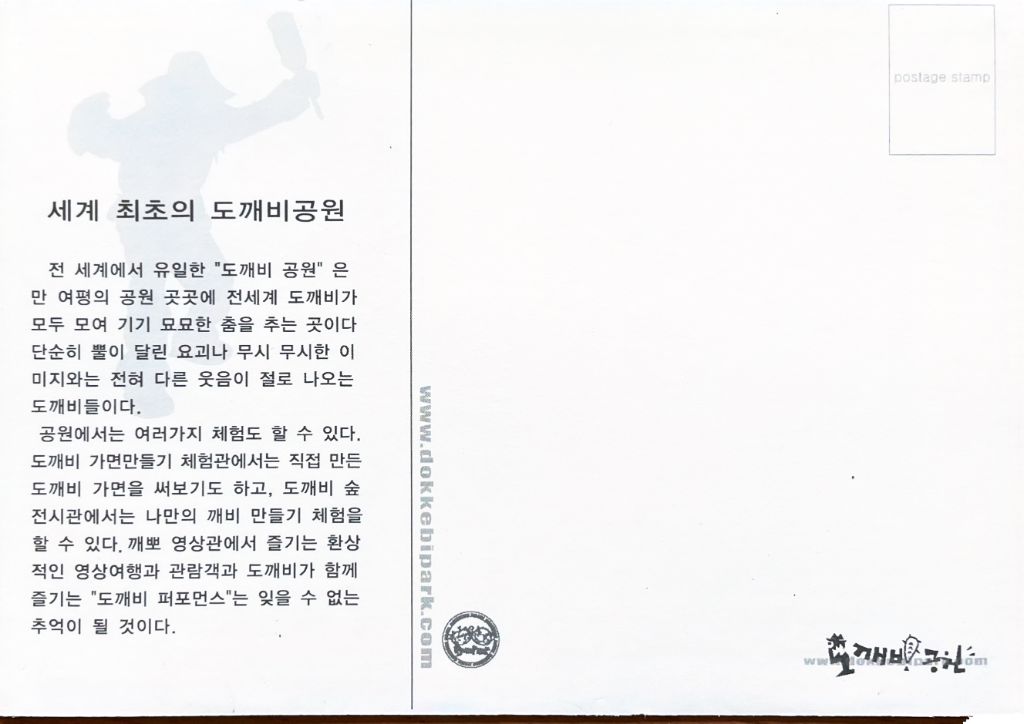 세계 최초의 도깨비공원
전 세계에서 유일한 "도깨비 공원" 은
만 여평의 공원 곳곳에 전세계 도깨비가
모두 모여 기기 묘묘한 춤을 추는 곳이다
단순히 뿔이 달린 요괴나 무시 무시한 이
미지와는 전혀 다른 웃음이 절로 나오는
도깨비들이다.
공원에서는 여러가지 체험도 할 수 있다.
도깨비 가면만들기 체험관에서는 직접 만든
도깨비 가면을 써보기도 하고, 도깨비 숲
전시관에서는 나만의 깨비 만들기 체험을
할 수 있다. 깨뽀 영상관에서 즐기는 환상
적인 영상여행과 관람객과 도깨비가 함께
즐기는 "도깨비 퍼포먼스"는 잊을 수 없는
추억이 될 것이다.
www.dokkebipark.com
postage stamp
도깨비공원
www.dokkebipark.com